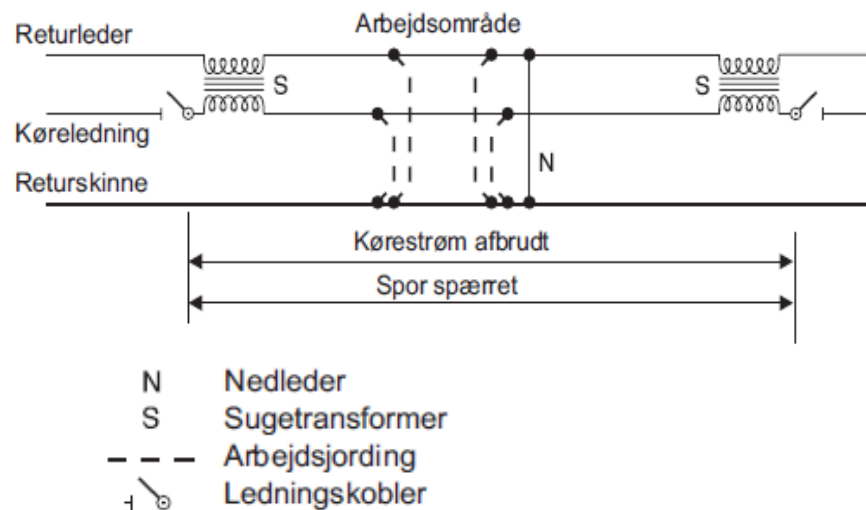 Arbejdsområde
Returleder
S
S
Køreledning
N
Returskinne
Kørestrøm afbrudt
Spor spærret
N Nedleder
S Sugetransformer
Arbejdsjording
Ledningskobler